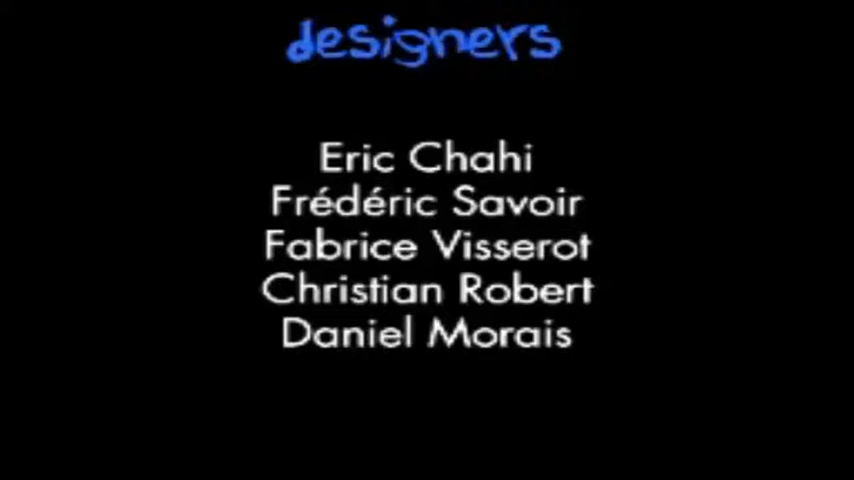 designers
Eric Chahi
Frédéric Savoir
Fabrice Visserot
Christian Robert
Daniel Morais